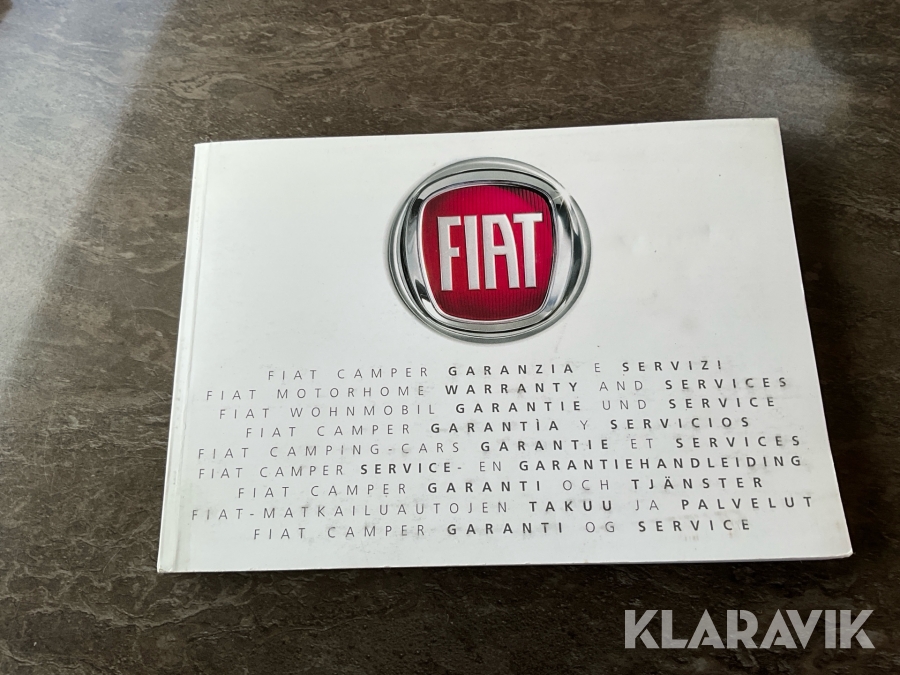 FIAT
FIAT CAMPER GARANZIA E SERVIZI
FIAT MOTORHOME WARRANTY AND SERVICES
FIAT WOHNMOBIL GARANTIE UND SERVICE
FIAT CAMPER GARANTÌA Y SERVICIOS
FIAT CAMPING-CARS GARANTIE ET SERVICES
FIAT CAMPER SERVICE- EN GARANTIEHANDLEIDING
FIAT CAMPER GARANTI OCH TJÄNSTER
FIAT-MATKAILUAUTOJEN TAKUU JA PALVELUT
FIAT CAMPER GARANTI OG SERVICE
KLARAVIK